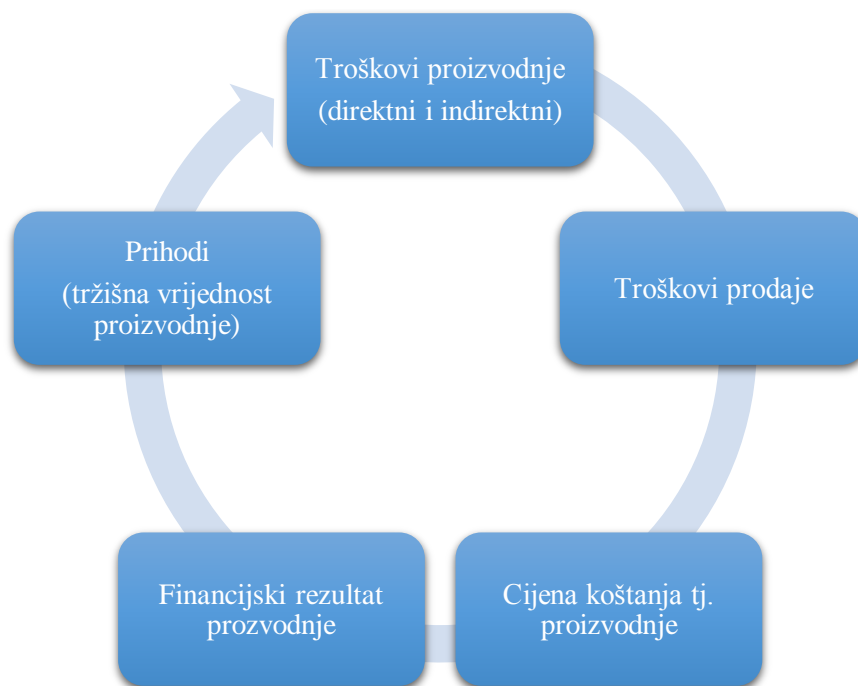 Troškovi proizvodnje
(direktni i indirektni)
Troškovi prodaje
Cijena koštanja tj.
proizvodnje
Financijski rezultat
prozvodnje
Prihodi
(tržišna vrijednost
proizvodnje)